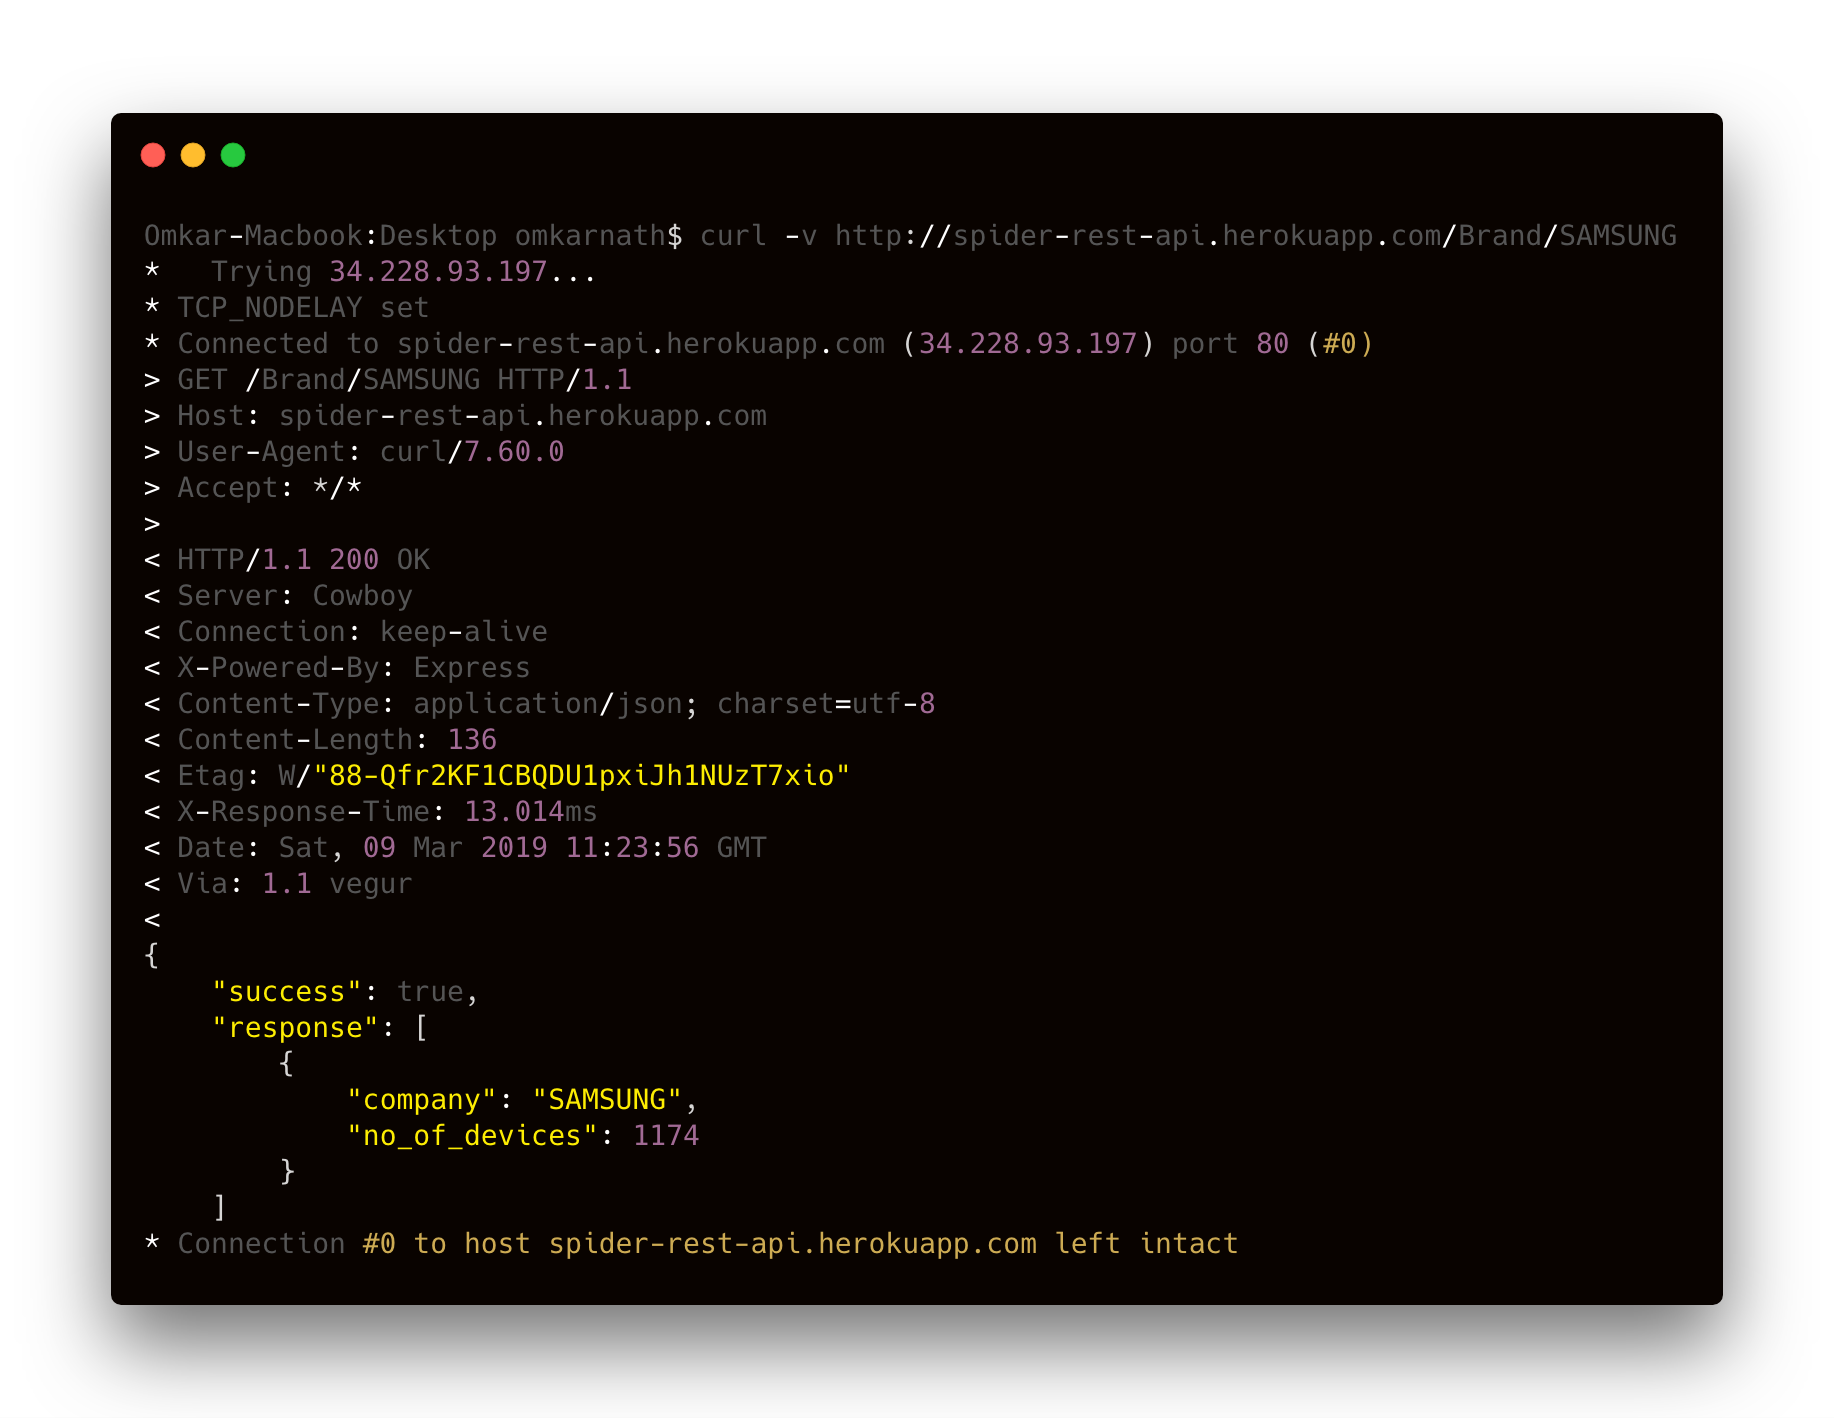 Omkar-Macbook:Desktop omkarnath$ curl -v http://spider-rest-api.herokuapp.com/Brand/SAMSUNG
*   Trying 34.228.93.197...
* TCP_NODELAY set
* Connected to spider-rest-api.herokuapp.com (34.228.93.197) port 80 (#0)
> GET /Brand/SAMSUNG HTTP/1.1
> Host: spider-rest-api.herokuapp.com
> User-Agent: curl/7.60.0
> Accept: */*
>
< HTTP/1.1 200 OK
< Server: Cowboy
< Connection: keep-alive
< X-Powered-By: Express
< Content-Type: application/json; charset=utf-8
< Content-Length: 136
< Etag: W/"88-Qfr2KF1CBQDU1pxiJh1NUzT7xio"
< X-Response-Time: 13.014ms
< Date: Sat, 09 Mar 2019 11:23:56 GMT
< Via: 1.1 vegur
<
{
    "success": true,
    "response": [
        {
            "company": "SAMSUNG",
            "no_of_devices": 1174
        }
    ]
* Connection #0 to host spider-rest-api.herokuapp.com left intact